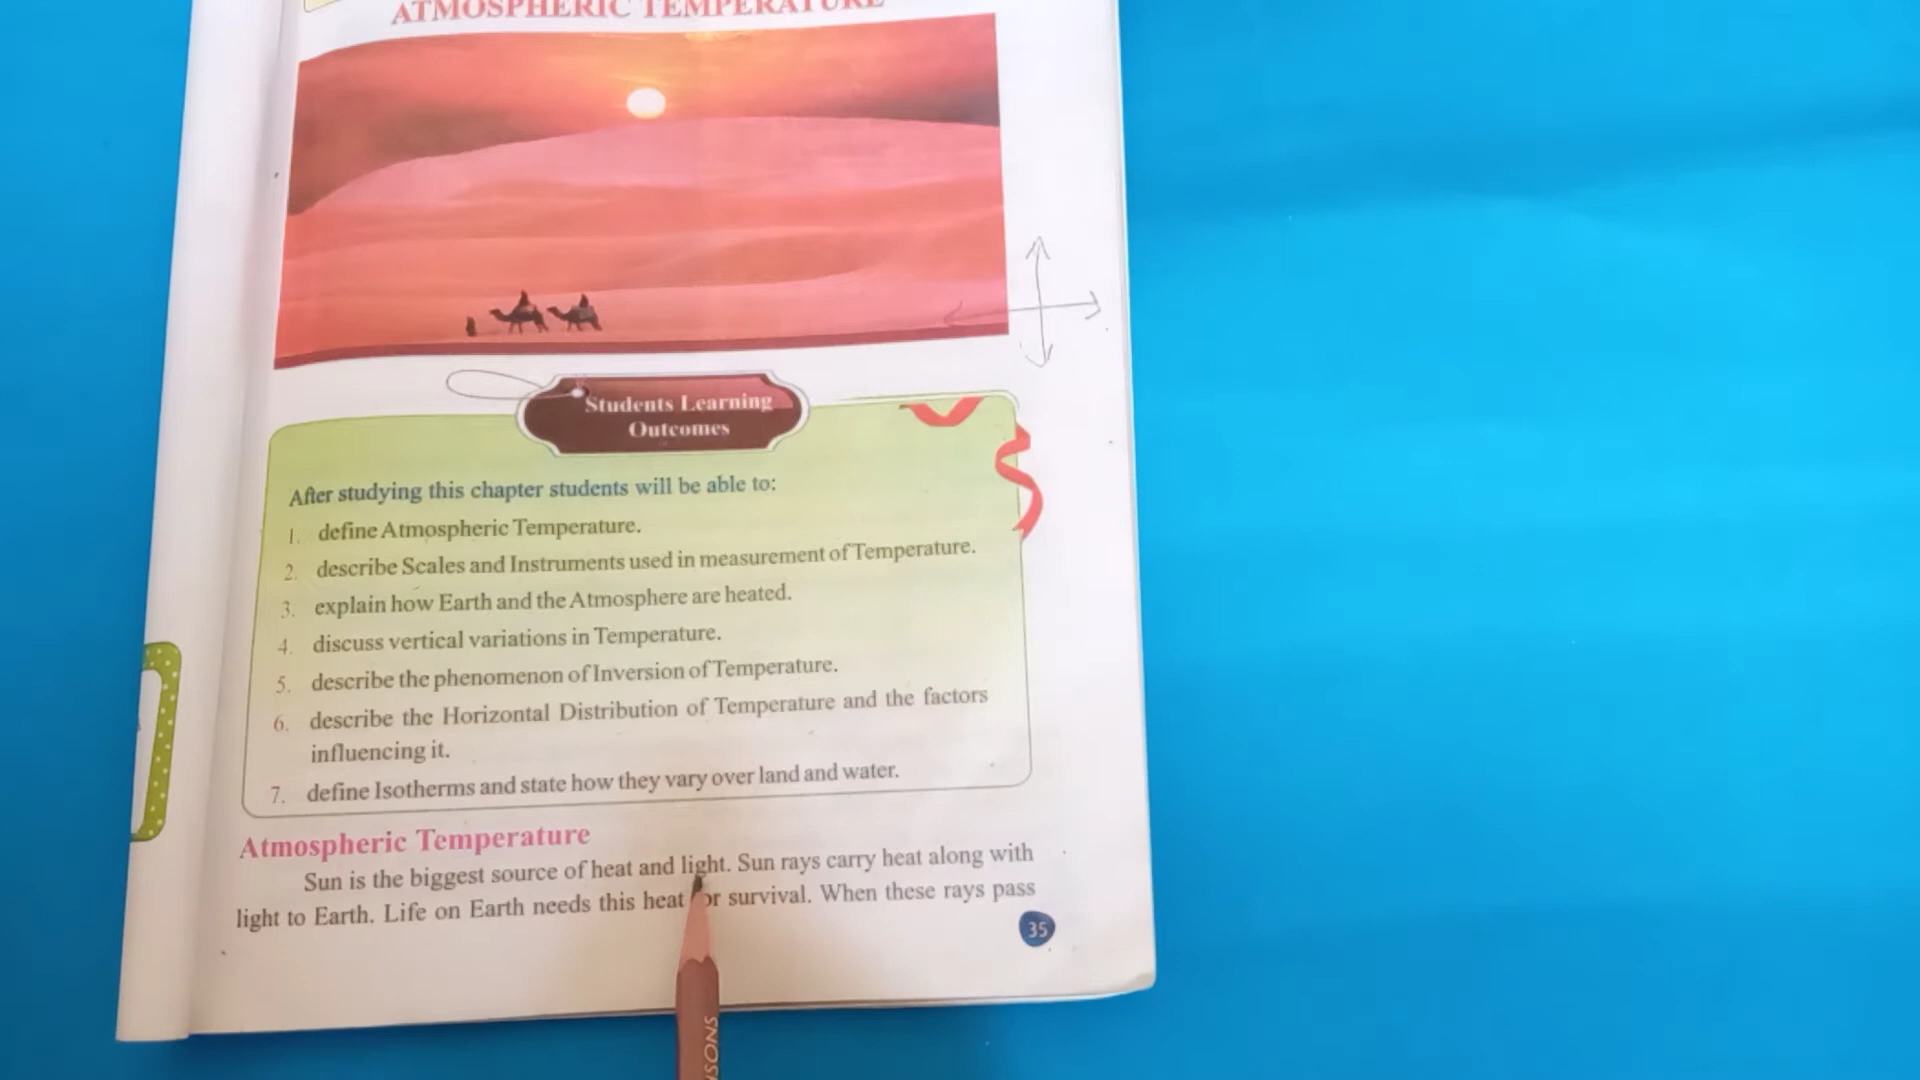 ATMOSPHERIC TEMPERATURE
Students Learning
Outcomes
After studying this chapter students will be able to:
1. define Atmospheric Temperature.
2. describe Scales and Instruments used in measurement of Temperature.
3. explain how Earth and the Atmosphere are heated.
4. discuss vertical variations in Temperature.
5. describe the phenomenon of Inversion of Temperature.
6. describe the Horizontal Distribution of Temperature and the factors
influencing it.
7. define Isotherms and state how they vary over land and water.
Atmospheric Temperature
Sun is the biggest source of heat and light. Sun rays carry heat along with
light to Earth. Life on Earth needs this heat for survival. When these rays pass
35